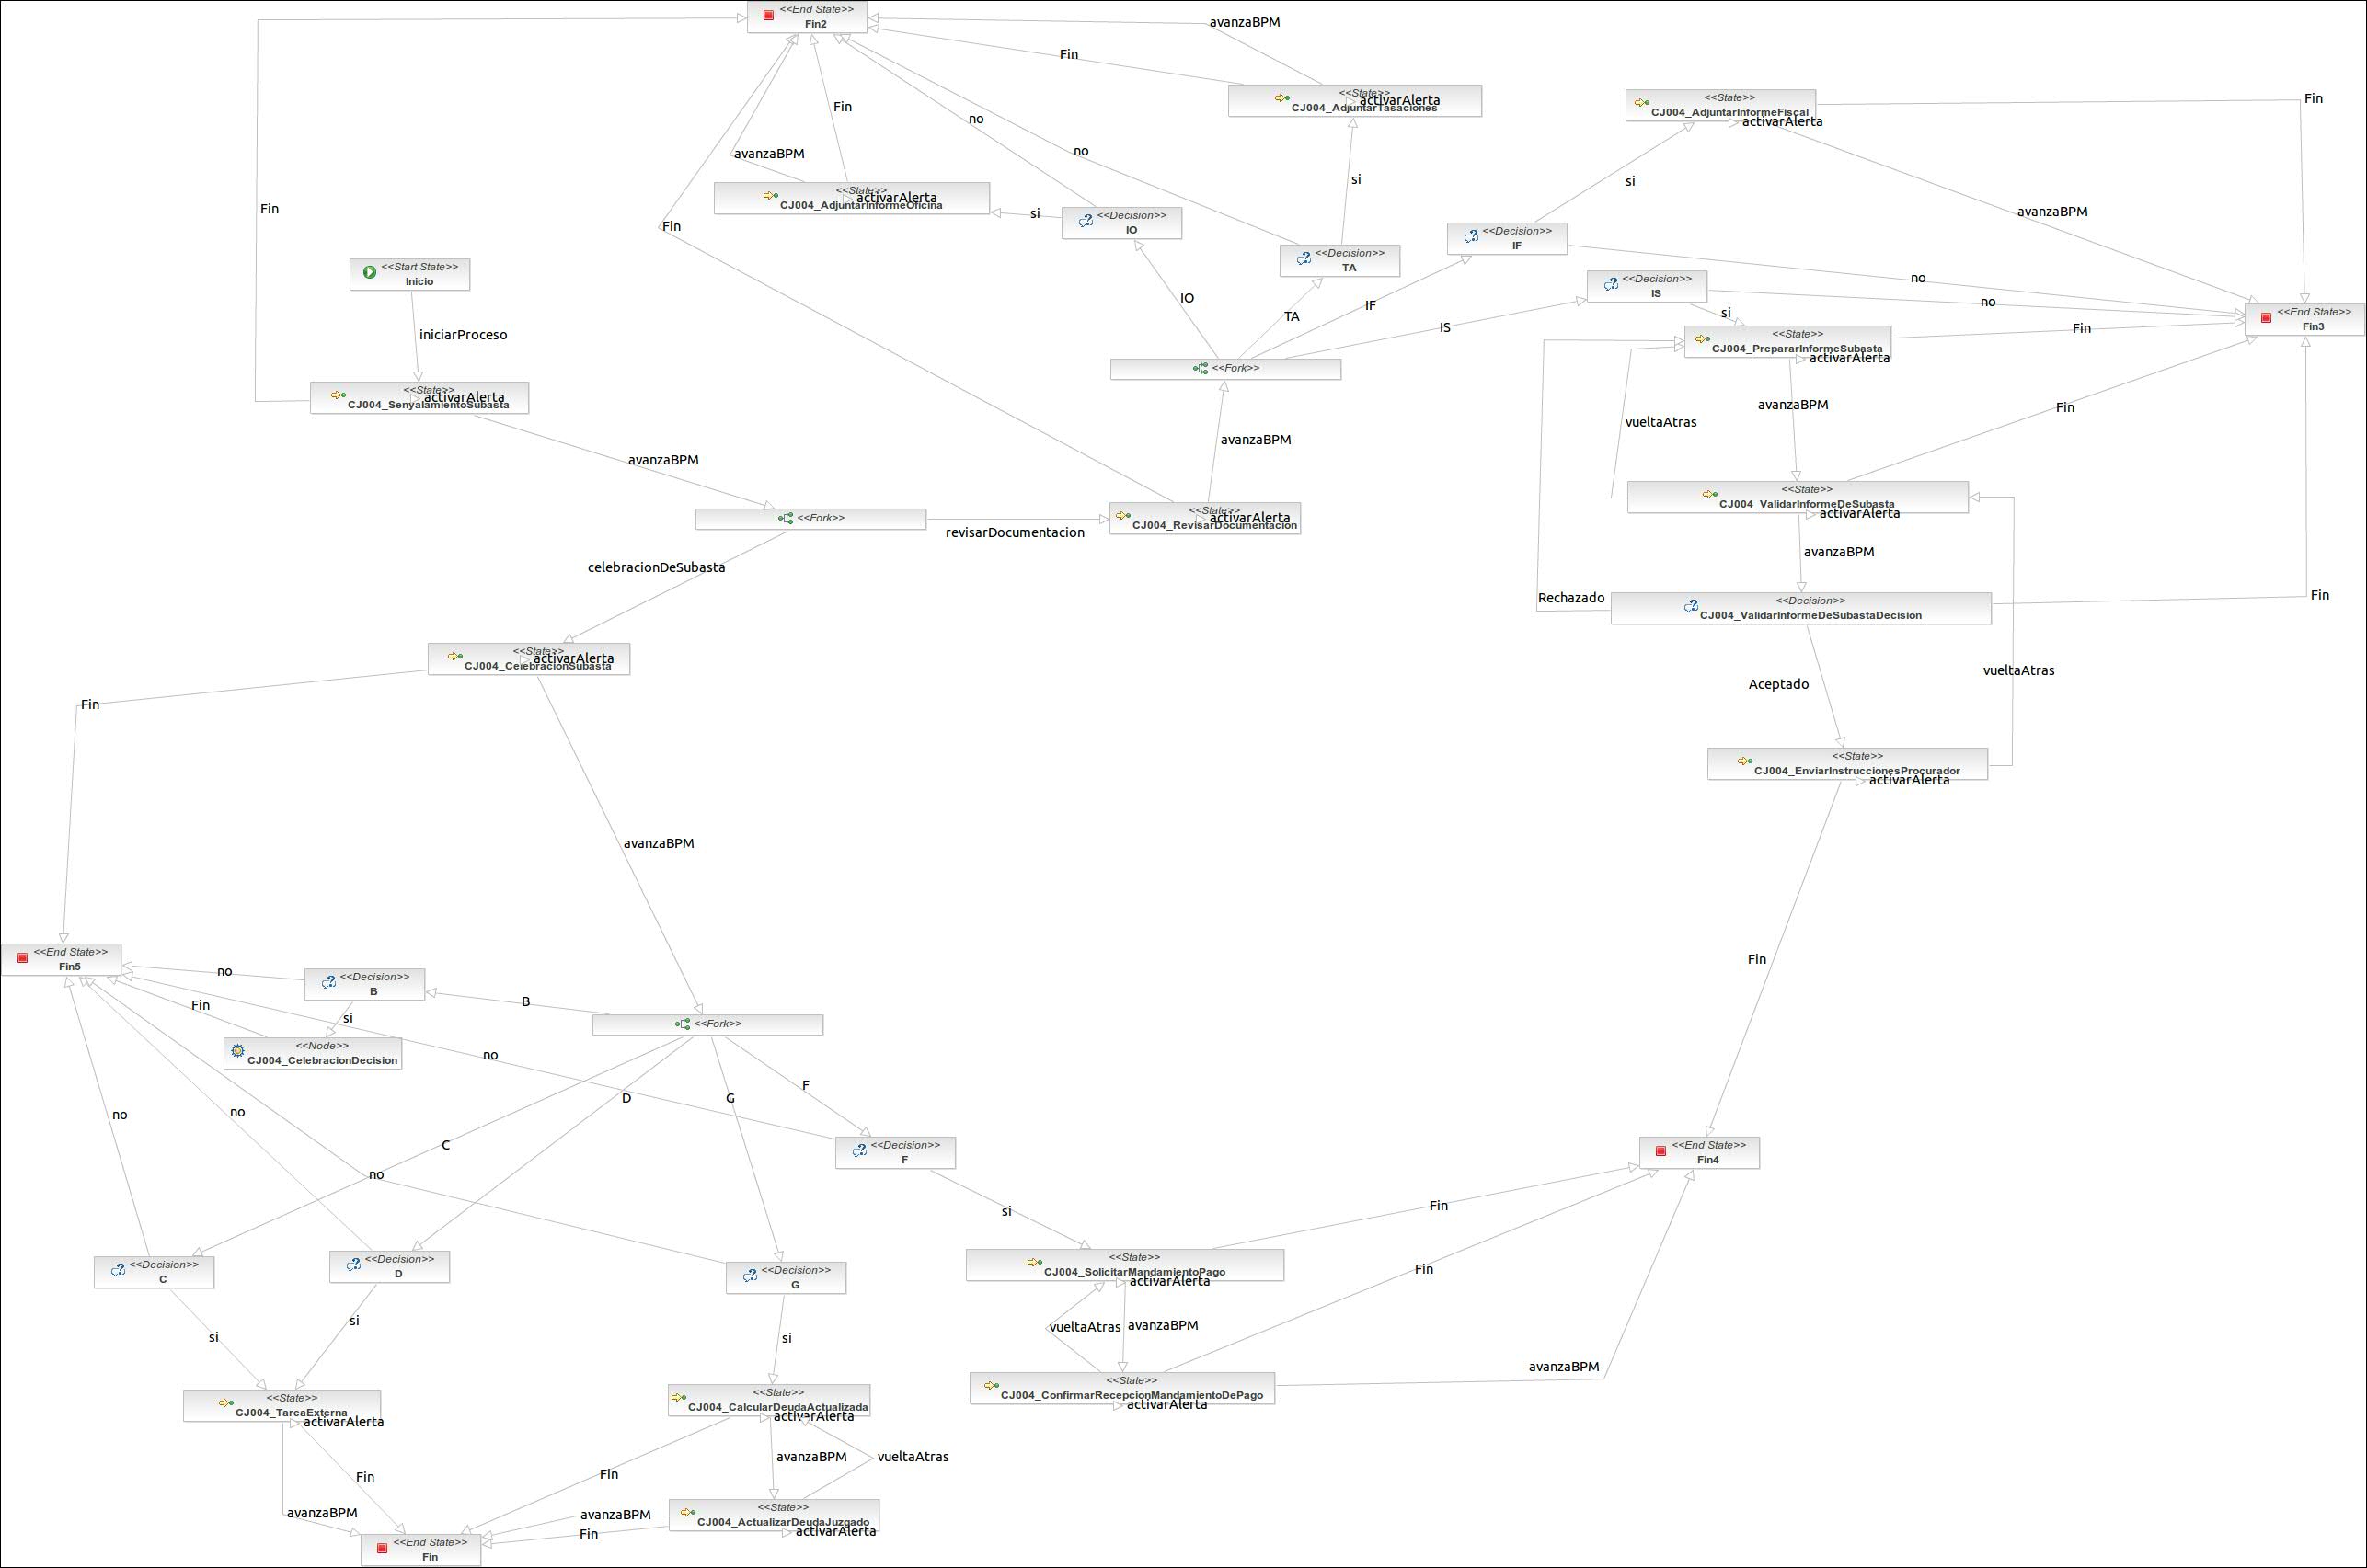 <<End State>>
Fin2
avanzaBPM
Fin
<<State>>
CJ004_AdjuntarTasaciones
activarAlerta
<<State>>
CJ004_AdjuntarInformeFiscal
activarAlerta
Fin
Fin
no
no
avanzaBPM
si
si
<<State>>
CJ004_AdjuntarInformeOficina
activarAlerta
Fin
si
<<Decision>>
IO
avanzaBPM
Fin
<<Decision>>
IF
<<Decision>>
TA
<<Start State>>
Inicio
<<Decision>>
IS
no
no
IO
IF
TA
IS
si
<<End State>>
Fin3
iniciarProceso
<<State>>
CJ004_PrepararInformeSubasta
activarAlerta
Fin
<<Fork>>
<<State>>
CJ004_SenyalamientoSubasta
activarAlerta
avanzaBPM
Fin
vueltaAtras
avanzaBPM
avanzaBPM
<<State>>
CJ004_ValidarInformeDeSubasta
activarAlerta
<<Fork>>
revisarDocumentacion
<<State>>
CJ004_RevisarDocumentacion
activarAlerta
avanzaBPM
celebracionDeSubasta
Rechazado
<<Decision>>
CJ004_ValidarInformeDeSubastaDecision
Fin
<<State>>
CJ004_CelebracionSubasta
activarAlerta
vueltaAtras
Aceptado
Fin
<<State>>
CJ004_EnviarInstruccionesProcurador
activarAlerta
avanzaBPM
Fin
<<End State>>
Fin5
no
<<Decision>>
B
B
Fin
si
<<Fork>>
<<Node>>
CJ004_CelebracionDecision
no
F
D
G
no
no
C
<<Decision>>
F
<<End State>>
Fin4
no
si
Fin
<<Decision>>
C
<<Decision>>
D
<<Decision>>
G
<<State>>
CJ004_SolicitarMandamientoPago
activarAlerta
Fin
si
si
si
vueltaAtras
avanzaBPM
avanzaBPM
<<State>>
CJ004_ConfirmarRecepcionMandamientoDePago
activarAlerta
<<State>>
CJ004_TareaExterna
activarAlerta
<<State>>
CJ004_CalcularDeudaActualizada
activarAlerta
Fin
Fin
avanzaBPM
vueltaAtras
avanzaBPM
avanzaBPM
Fin
<<State>>
CJ004_ActualizarDeudaJuzgado
activarAlerta
<<End State>>
Fin